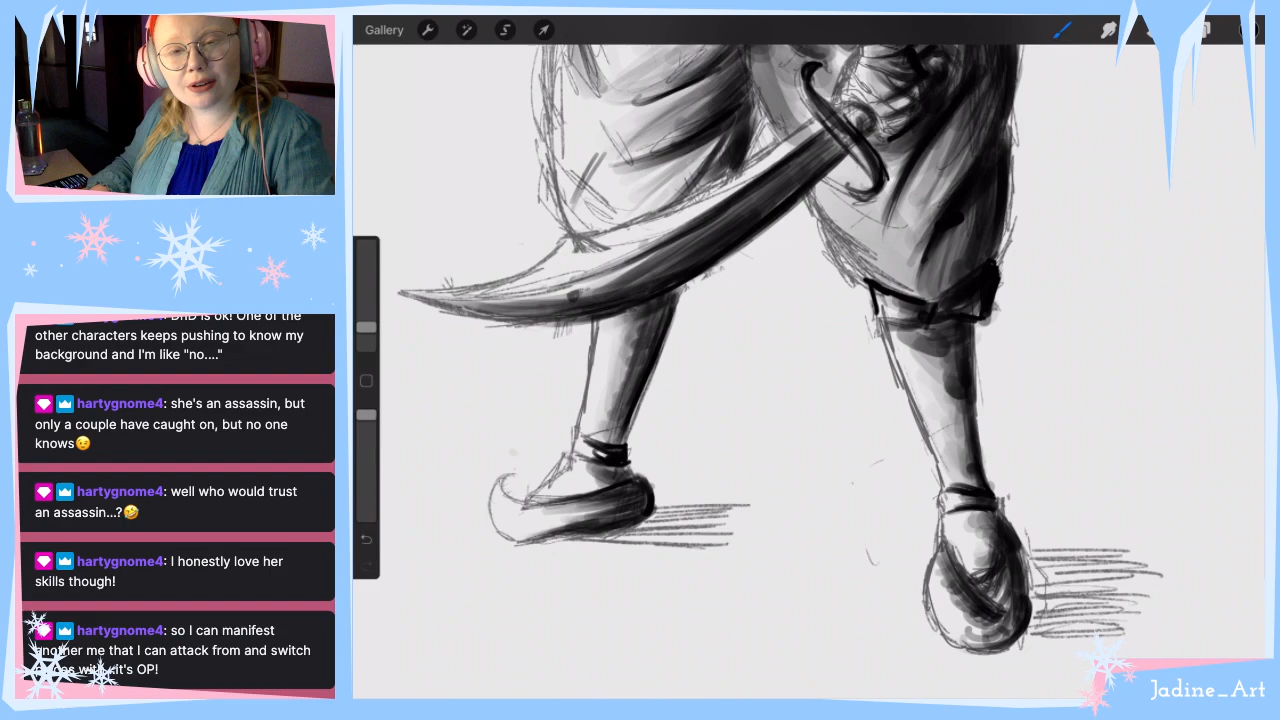 Gallery
other characters keeps pushing to know my
background and I'm like "no...."
hartygnome4: she's an assassin, but
only a couple have caught on, but no one
knows😉
hartygnome4: well who would trust
an assassin...?🤣
hartygnome4: I honestly love her
skills though!
hartygnome4: so I can manifest
another me that I can attack from and switch
it's OP!
Jadine_Art